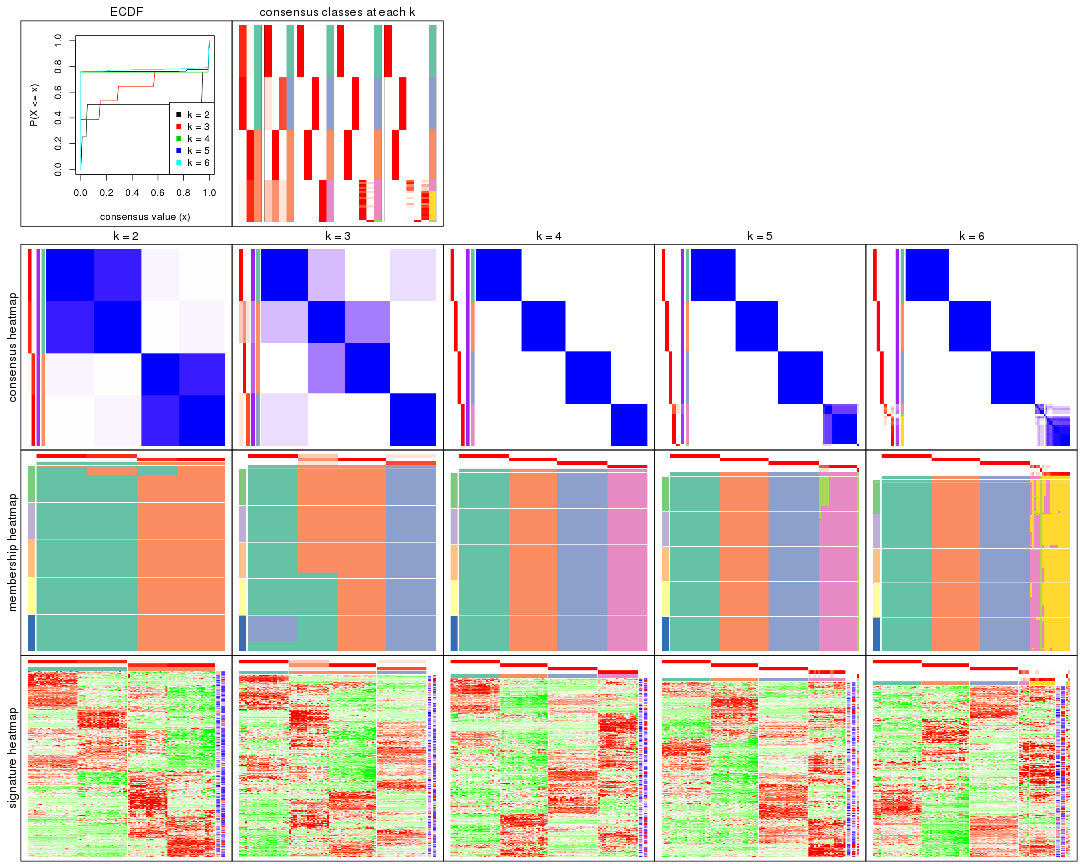 ECDF
consensus classes at each k
P(X <= x)
0.0 0.2 0.4 0.6 0.8 1.0
k = 2
k = 3
k = 4
k = 5
k = 6
0.0 0.2 0.4 0.6 0.8 1.0
consensus value (x)
k = 2
k = 3
k = 4
k = 5
k = 6
consensus heatmap
membership heatmap
signature heatmap